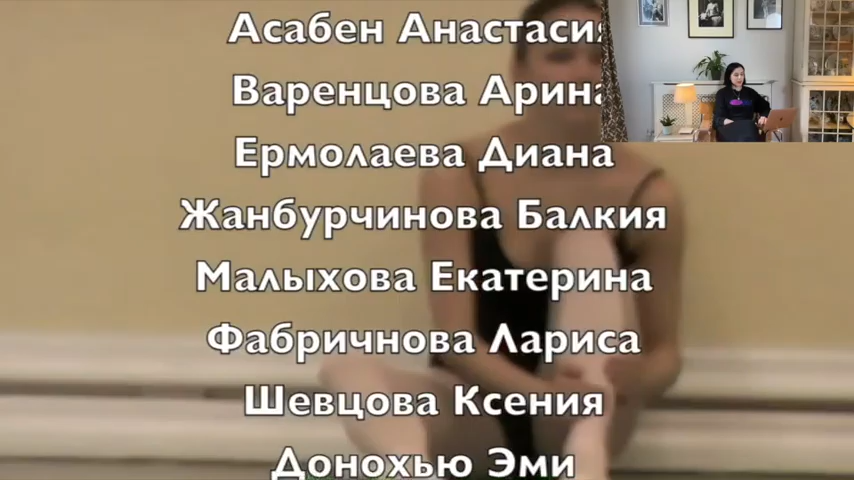 Асабен Анастасия
Варенцова Арина
Ермолаева Диана
Жанбурчинова Балкия
Малыхова Екатерина
Фабричнова Лариса
Шевцова Ксения
Донохью Эми